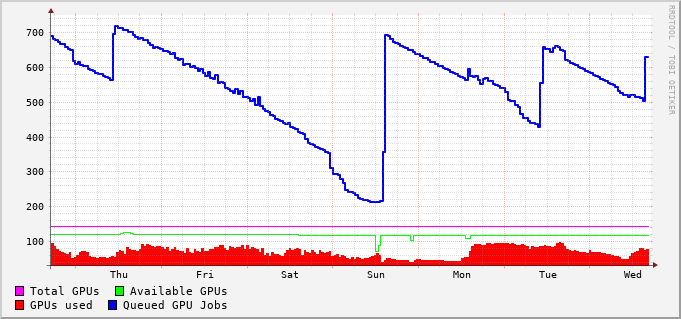 700
600
500
400
300
200
100
Thu Fri Sat Sun Mon Tue Wed
Total GPUs Available GPUs
GPUs used Queued GPU Jobs
RRDTOOL / TOBI OETIKER